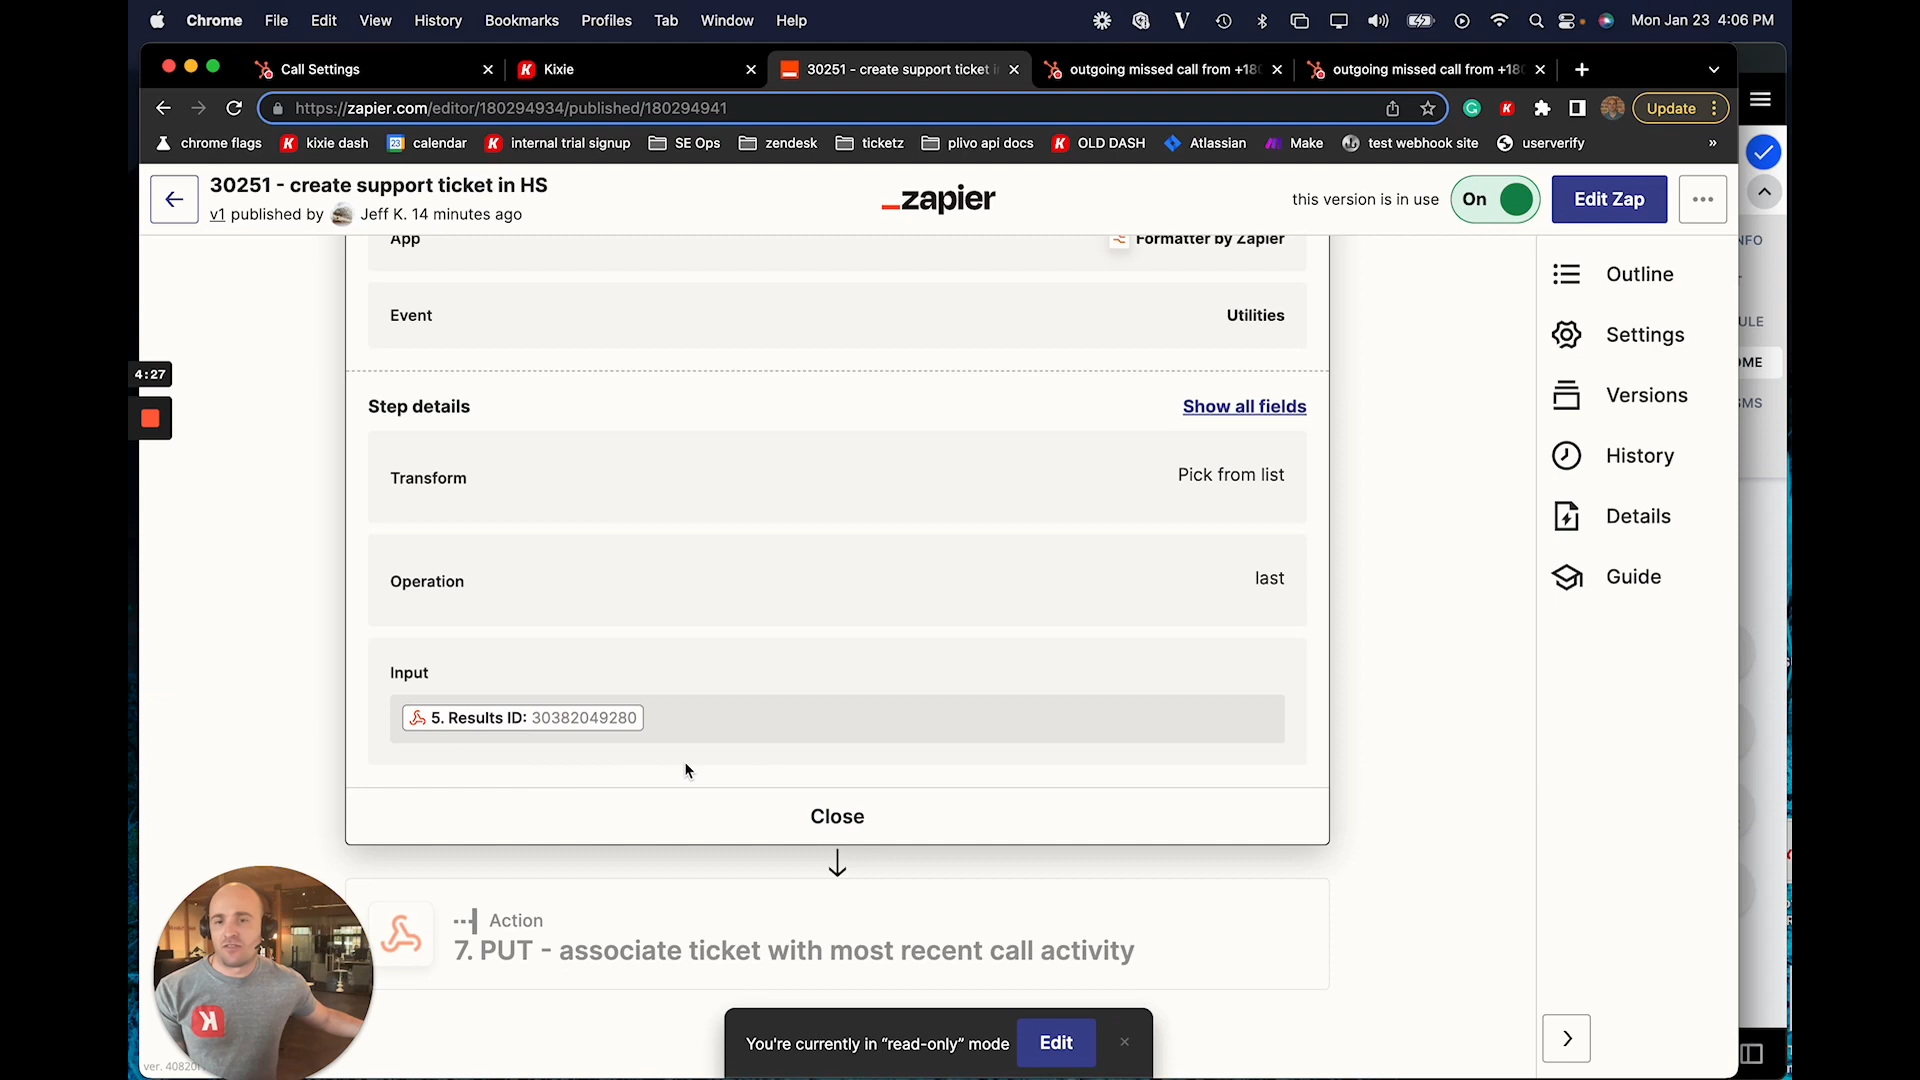 Chrome File Edit View History Bookmarks Profiles Tab Window Help Mon Jan 23 4:06 PM
Call Settings Kixie 30251 - create support ticket i outgoing missed call from +18 outgoing missed call from +18
https://zapier.com/editor/180294934/published/180294941 Update
chrome flags kixie dash calendar internal trial signup SE Ops zendesk ticketz plivo api docs OLD DASH Atlassian Make test webhook site userverify »
30251 - create support ticket in HS
v1 published by Jeff K. 14 minutes ago
_zapier
this version is in use On Edit Zap
App Formatter by Zapier
Event Utilities
Step details Show all fields
Transform Pick from list
Operation last
Input
5. Results ID: 30382049280
Close
Action
7. PUT - associate ticket with most recent call activity
You're currently in “read-only” mode Edit
Outline
Settings
Versions
History
Details
Guide
4:27